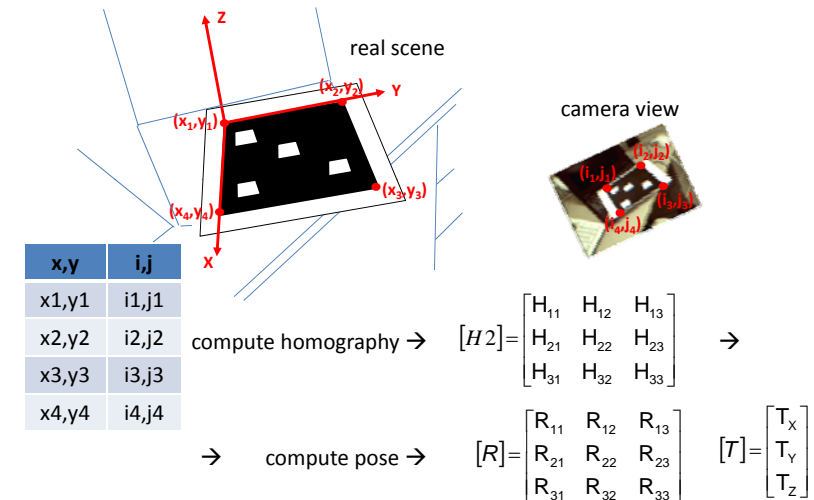 Z
real scene
(x₂,y₂)
Y
(x₁,y₁)
camera view
(i₂,j₂)
(i₁,j₁)
(x₃,y₃)
(i₃,j₃)
(x₄,y₄)
(i₄,j₄)
X
x,y i,j
x1,y1 i1,j1
x2,y2 i2,j2
x3,y3 i3,j3
x4,y4 i4,j4
compute homography → [H2]=
H₁₁ H₁₂ H₁₃
H₂₁ H₂₂ H₂₃
H₃₁ H₃₂ H₃₃
→
→ compute pose → [R]=
R₁₁ R₁₂ R₁₃
R₂₁ R₂₂ R₂₃
R₃₁ R₃₂ R₃₃
[T]=
T_X
T_Y
T_Z